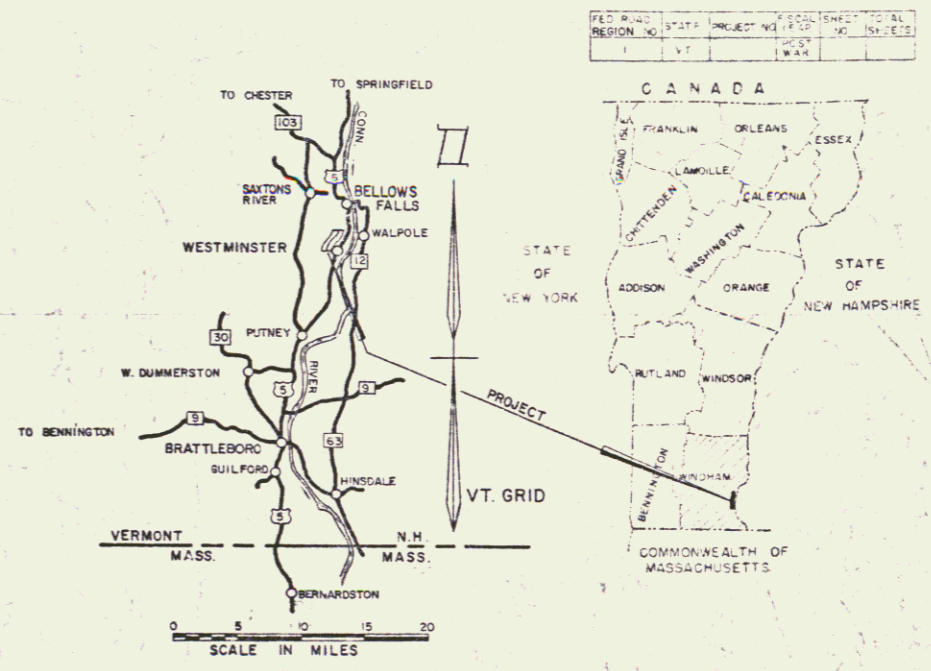 FED ROAD REGION NO | STATE | PROJECT NO | FISCAL YEAR | SHEET NO | TOTAL SHEETS
1 | VT | | POST WAR | |
TO SPRINGFIELD
TO CHESTER
103
CONN.
5
SAXTONS RIVER
BELLOWS FALLS
WALPOLE
WESTMINSTER
12
PUTNEY
30
W. DUMMERSTON
5
RIVER
9
9
TO BENNINGTON
BRATTLEBORO
63
GUILFORD
HINSDALE
5
VERMONT
MASS.
N.H.
MASS.
BERNARDSTON
0 5 10 15 20
SCALE IN MILES
VT. GRID
PROJECT
CANADA
GRAND ISLE
FRANKLIN
ORLEANS
ESSEX
LAMOILLE
CHITTENDEN
CALEDONIA
WASHINGTON
STATE
OF
NEW YORK
ADDISON
ORANGE
STATE
OF
NEW HAMPSHIRE
RUTLAND
WINDSOR
BENNINGTON
WINDHAM
COMMONWEALTH OF
MASSACHUSETTS